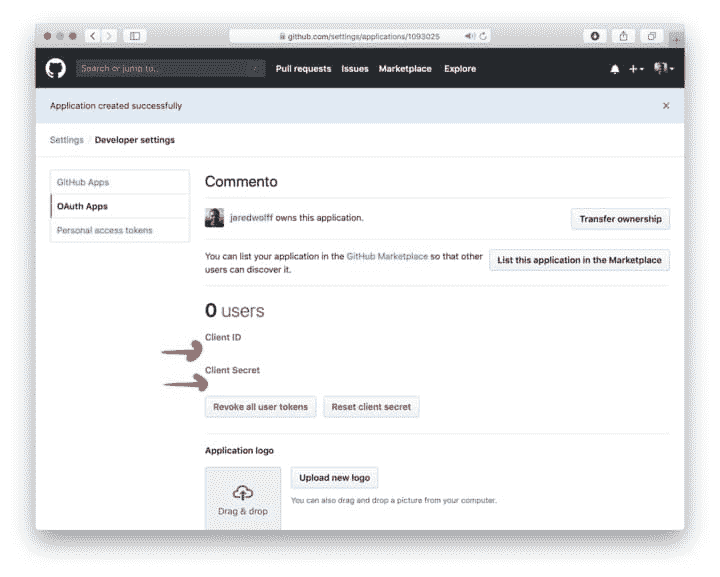 github.com/settings/applications/1093025
Search or jump to...
Pull requests Issues Marketplace Explore
Application created successfully
Settings / Developer settings
GitHub Apps
OAuth Apps
Personal access tokens
Commento
jaredwolff owns this application.
Transfer ownership
You can list your application in the GitHub Marketplace so that other
users can discover it.
List this application in the Marketplace
0 users
Client ID
Client Secret
Revoke all user tokens
Reset client secret
Application logo
Drag & drop
Upload new logo
You can also drag and drop a picture from your computer.